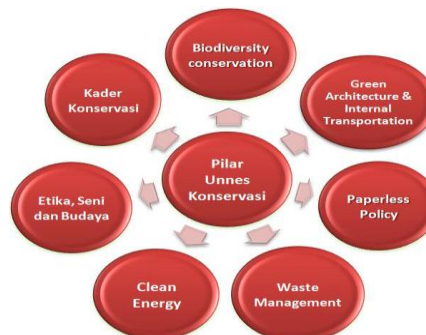 Biodiversity
conservation
Green
Architecture &
Internal
Transportation
Paperless
Policy
Waste
Management
Clean
Energy
Etika, Seni
dan Budaya
Kader
Konservasi
Pilar
Unnes
Konservasi